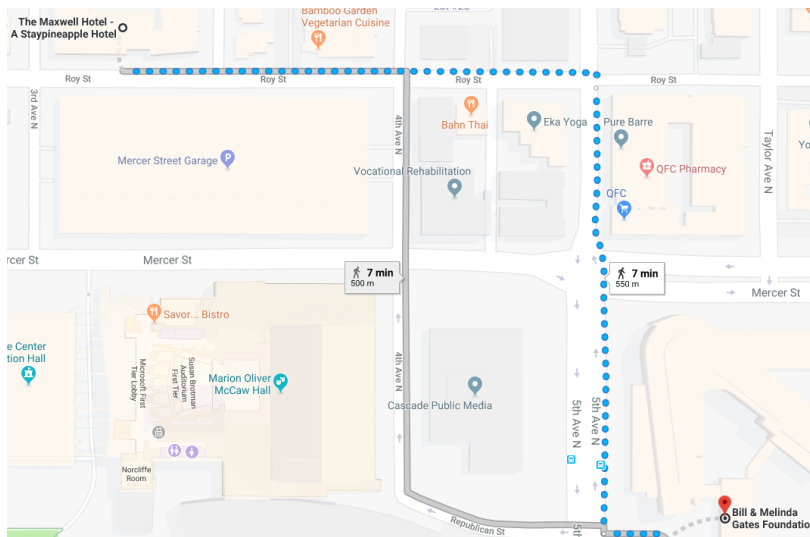 Bamboo Garden
Vegetarian Cuisine
The Maxwell Hotel -
A Staypineapple Hotel
Roy St
Roy St
Roy St
Roy St
3rd Ave N
4th Ave N
Bahn Thai
Eka Yoga
Pure Barre
Taylor Ave N
Mercer Street Garage
P
Vocational Rehabilitation
QFC Pharmacy
QFC
rcer St
Mercer St
7 min
500 m
7 min
550 m
Mercer St
Savor... Bistro
e Center
tion Hall
Microsoft First
Tier Lobby
Susan Brotman
Auditorium
First Tier
Marion Oliver
McCaw Hall
4th Ave N
Cascade Public Media
5th Ave N
5th Ave N
Norcliffe
Room
Republican St
5th
Bill & Melinda
Gates Foundatio